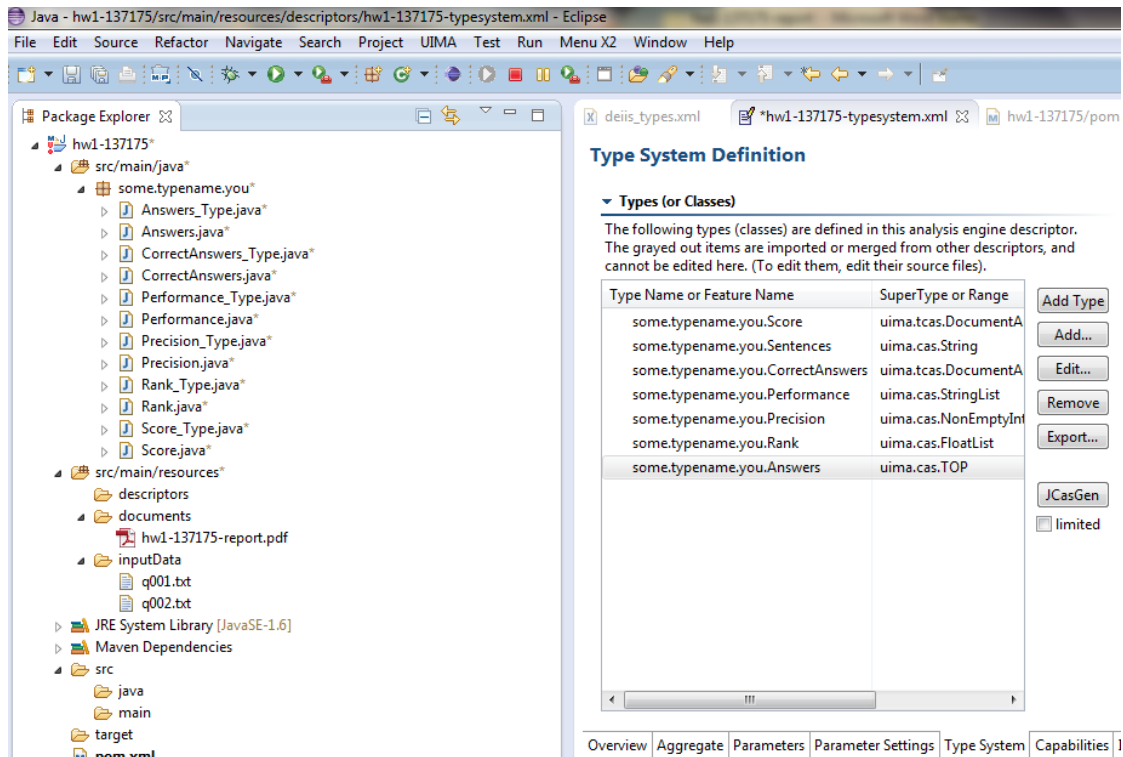 Java - hw1-137175/src/main/resources/descriptors/hw1-137175-typesystem.xml - Eclipse
File Edit Source Refactor Navigate Search Project UIMA Test Run Menu X2 Window Help
Package Explorer
hw1-137175*
src/main/java*
some.typename.you*
Answers_Type.java*
Answers.java*
CorrectAnswers_Type.java*
CorrectAnswers.java*
Performance_Type.java*
Performance.java*
Precision_Type.java*
Precision.java*
Rank_Type.java*
Rank.java*
Score_Type.java*
Score.java*
src/main/resources*
descriptors
documents
hw1-137175-report.pdf
inputData
q001.txt
q002.txt
JRE System Library [JavaSE-1.6]
Maven Dependencies
src
java
main
target
pom.xml
deiis_types.xml *hw1-137175-typesystem.xml hw1-137175/pom
Type System Definition
Types (or Classes)
The following types (classes) are defined in this analysis engine descriptor.
The grayed out items are imported or merged from other descriptors, and
cannot be edited here. (To edit them, edit their source files).
Type Name or Feature Name SuperType or Range
some.typename.you.Score uima.tcas.DocumentA
some.typename.you.Sentences uima.cas.String
some.typename.you.CorrectAnswers uima.tcas.DocumentA
some.typename.you.Performance uima.cas.StringList
some.typename.you.Precision uima.cas.NonEmptyInt
some.typename.you.Rank uima.cas.FloatList
some.typename.you.Answers uima.cas.TOP
Add Type
Add...
Edit...
Remove
Export...
JCasGen
limited
Overview Aggregate Parameters Parameter Settings Type System Capabilities